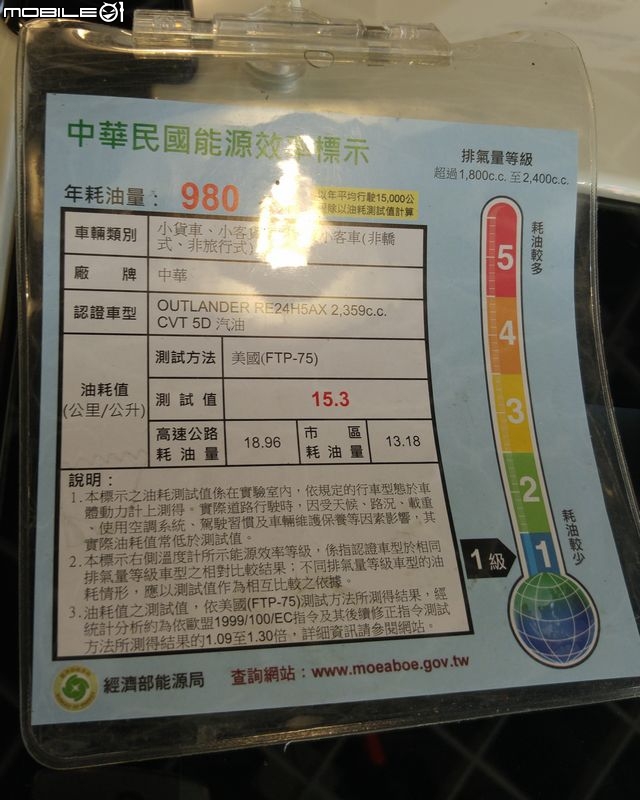 MOBILE01
中華民國能源效率標示
排氣量等級
超過1,800c.c. 至2,400c.c.
年耗油量： 980
以年平均行駛15,000公
除以油耗測試值計算
車輛類別
小貨車、小客貨 小客車(非轎
式、非旅行式)
廠 牌
中華
認證車型
OUTLANDER RE24H5AX 2,359c.c.
CVT 5D 汽油
油耗值
(公里/公升)
測試方法
美國(FTP-75)
測 試 值
15.3
高速公路
耗 油 量
18.96
市 區
耗 油 量
13.18
說明：
1. 本標示之油耗測試值係在實驗室內，依規定的行車型態於車
體動力計上測得。實際道路行駛時，因受天候、路況、載重
、使用空調系統、駕駛習慣及車輛維護保養等因素影響，其
實際油耗值常低於測試值。
2. 本標示右側溫度計所示能源效率等級，係指認證車型於相同
排氣量等級車型之相對比較結果；不同排氣量等級車型的油
耗情形，應以測試值作為相互比較之依據。
3. 油耗值之測試值，依美國(FTP-75)測試方法所測得結果，經
統計分析約為依歐盟1999/100/EC指令及其後續修正指令測試
方法所測得結果的1.09至1.30倍，詳細資訊請參閱網站。
耗油較多
5
4
3
2
1
耗油較少
1級
經濟部能源局
查詢網站：www.moeaboe.gov.tw